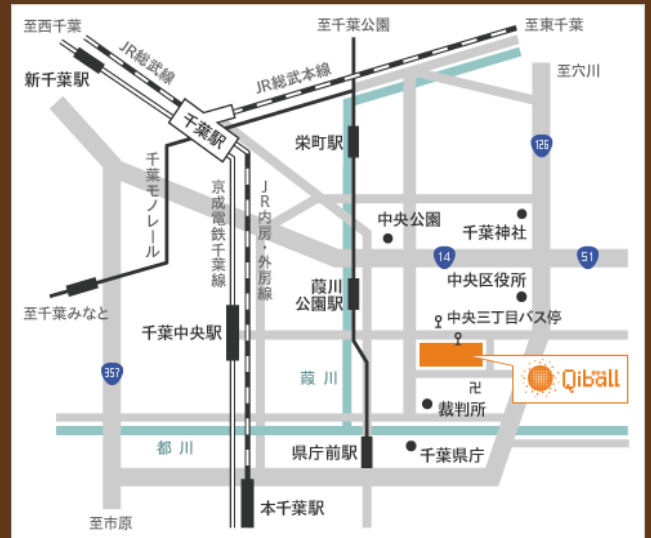 至西千葉
至千葉公園
至東千葉
JR総武線
JR総武本線
至穴川
新千葉駅
千葉駅
栄町駅
126
千葉モノレール
京成電鉄千葉線
JR内房・外房線
中央公園
千葉神社
14
51
葭川
公園駅
中央区役所
至千葉みなと
千葉中央駅
中央三丁目バス停
357
葭川
Qiball
卍
裁判所
都川
県庁前駅
千葉県庁
本千葉駅
至市原